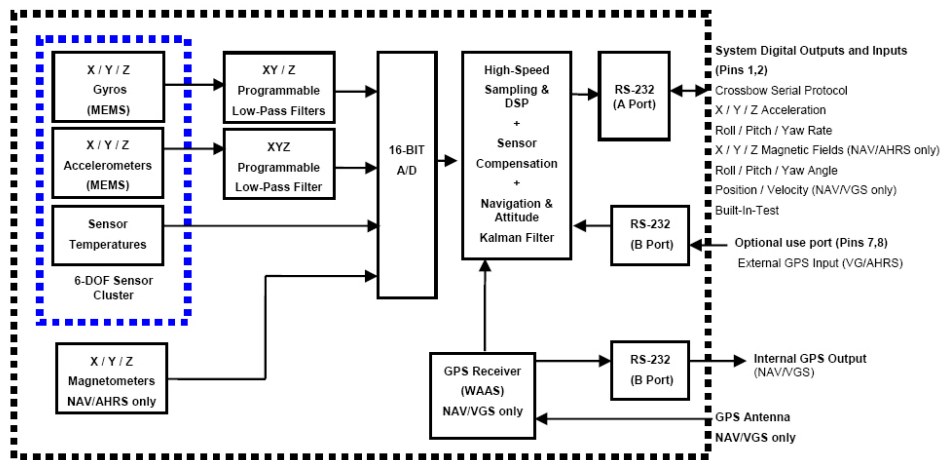 X / Y / Z
Gyros
(MEMS)
XY / Z
Programmable
Low-Pass Filters
X / Y / Z
Accelerometers
(MEMS)
XYZ
Programmable
Low-Pass Filter
Sensor
Temperatures
6-DOF Sensor
Cluster
X / Y / Z
Magnetometers
NAV/AHRS only
16-BIT
A/D
High-Speed
Sampling &
DSP
+
Sensor
Compensation
+
Navigation &
Attitude
Kalman Filter
GPS Receiver
(WAAS)
NAV/VGS only
RS-232
(A Port)
RS-232
(B Port)
RS-232
(B Port)
System Digital Outputs and Inputs
(Pins 1,2)
Crossbow Serial Protocol
X / Y / Z Acceleration
Roll / Pitch / Yaw Rate
X / Y / Z Magnetic Fields (NAV/AHRS only)
Roll / Pitch / Yaw Angle
Position / Velocity (NAV/VGS only)
Built-In-Test
Optional use port (Pins 7,8)
External GPS Input (VG/AHRS)
Internal GPS Output
(NAV/VGS)
GPS Antenna
NAV/VGS only